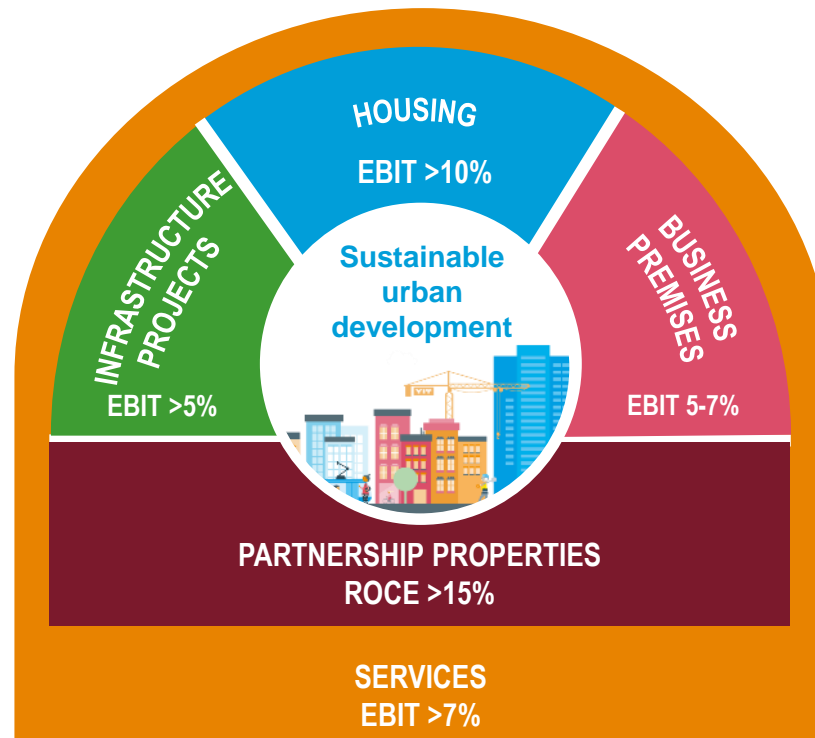 HOUSING
EBIT >10%
INFRASTRUCTURE
PROJECTS
EBIT >5%
BUSINESS
PREMISES
EBIT 5-7%
Sustainable
urban
development
PARTNERSHIP PROPERTIES
ROCE >15%
SERVICES
EBIT >7%